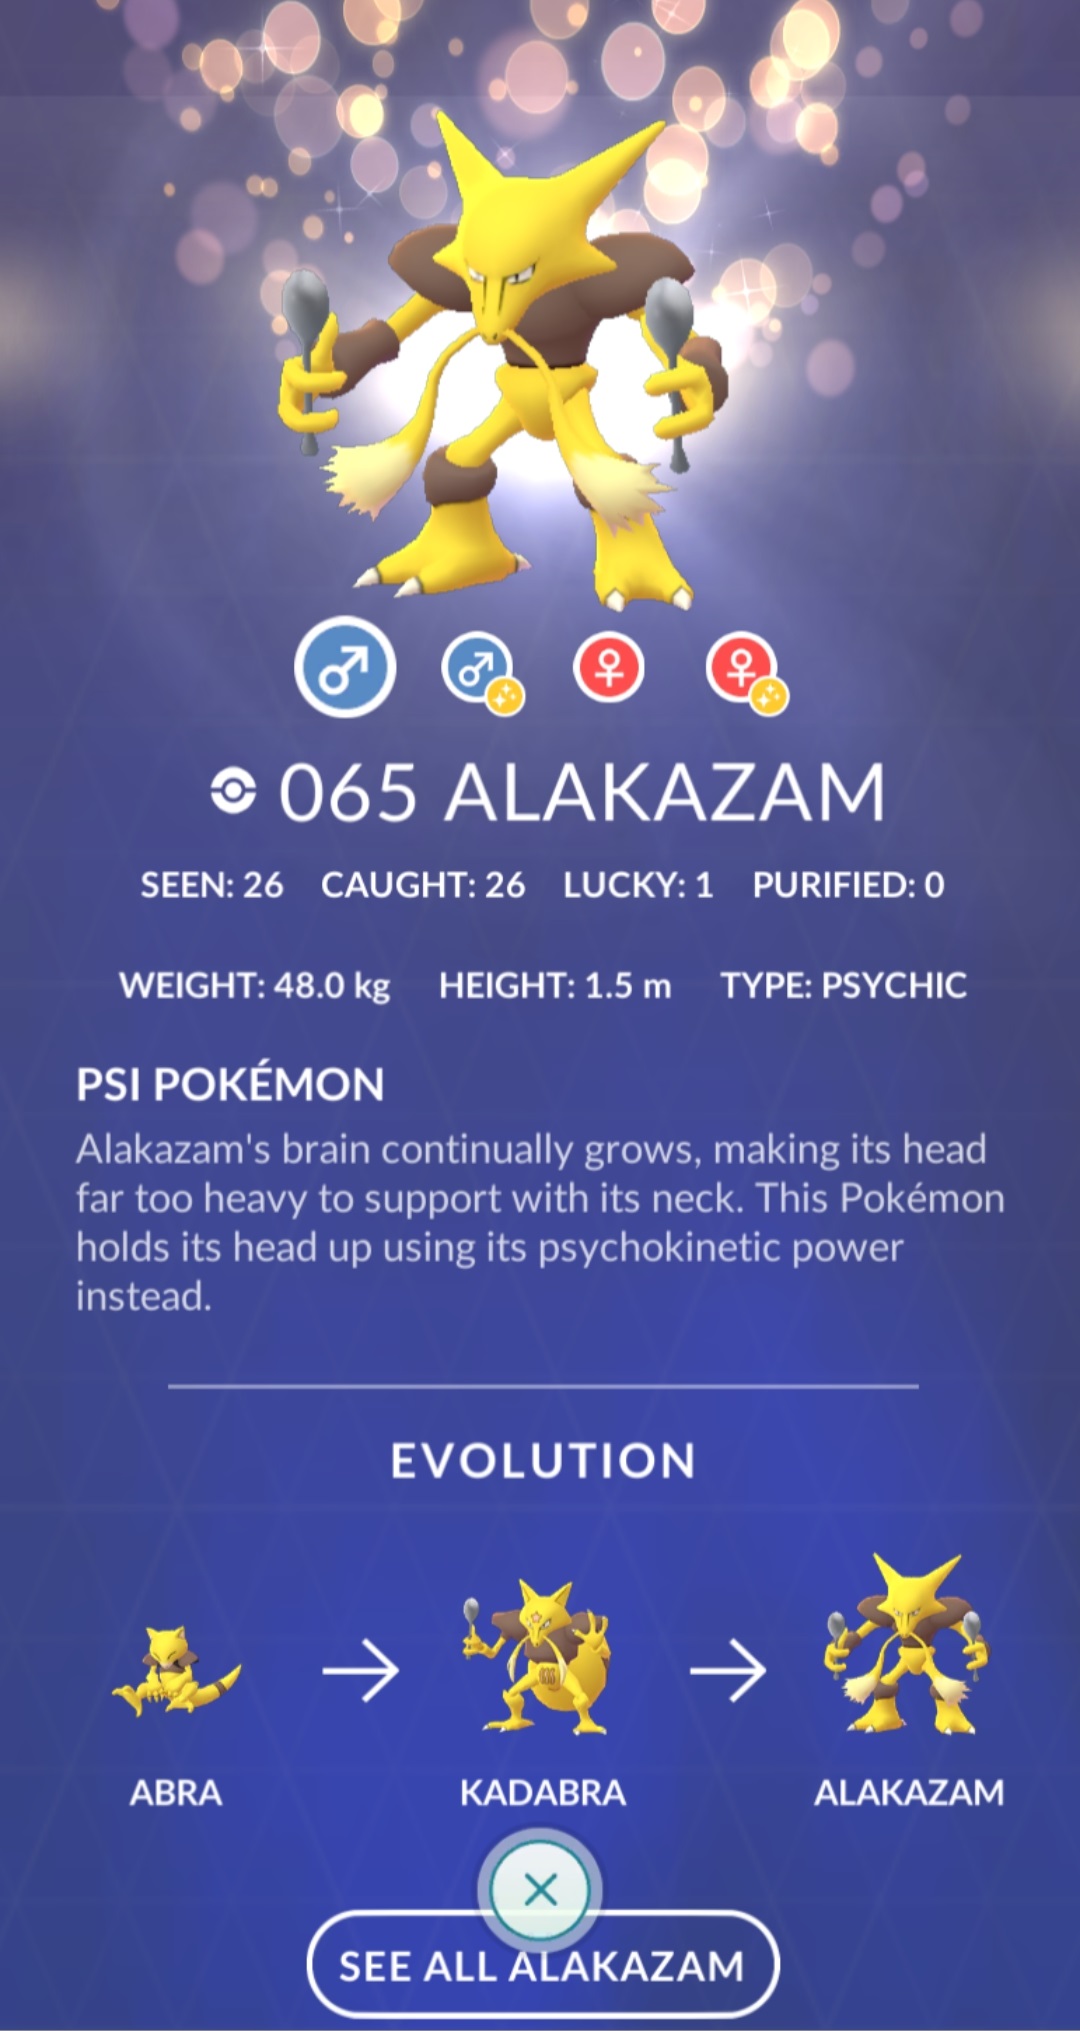 065 ALAKAZAM
SEEN: 26 CAUGHT: 26 LUCKY: 1 PURIFIED: 0
WEIGHT: 48.0 kg HEIGHT: 1.5 m TYPE: PSYCHIC
PSI POKÉMON
Alakazam's brain continually grows, making its head
far too heavy to support with its neck. This Pokémon
holds its head up using its psychokinetic power
instead.
EVOLUTION
ABRA KADABRA ALAKAZAM
SEE ALL ALAKAZAM